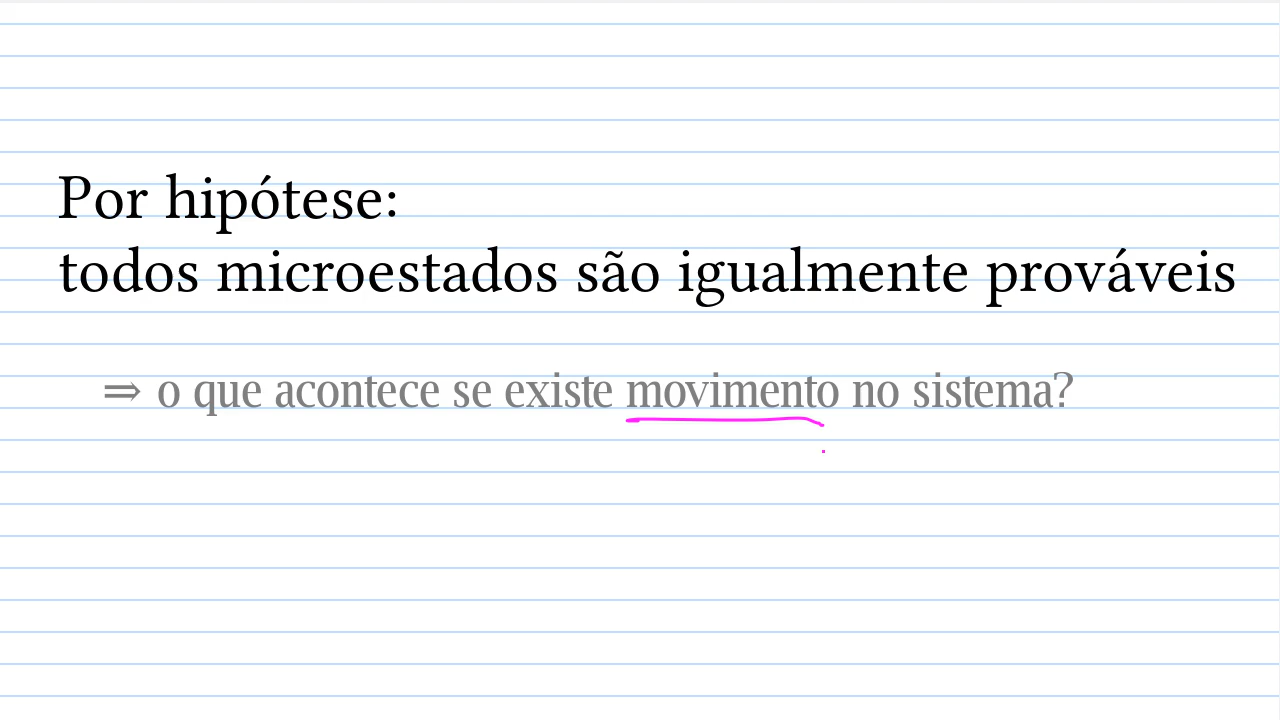 Por hipótese:
todos microestados são igualmente prováveis
⇒ o que acontece se existe movimento no sistema?